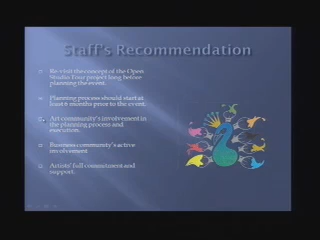 Staff's Recommendation
Re-visit the concept of the Open
Studio Tour project long before
planning the event.
Planning process should start at
least 6 months prior to the event.
Art community's involvement in
the planning process and
execution.
Business community's active
involvement
Artists' full commitment and
support.